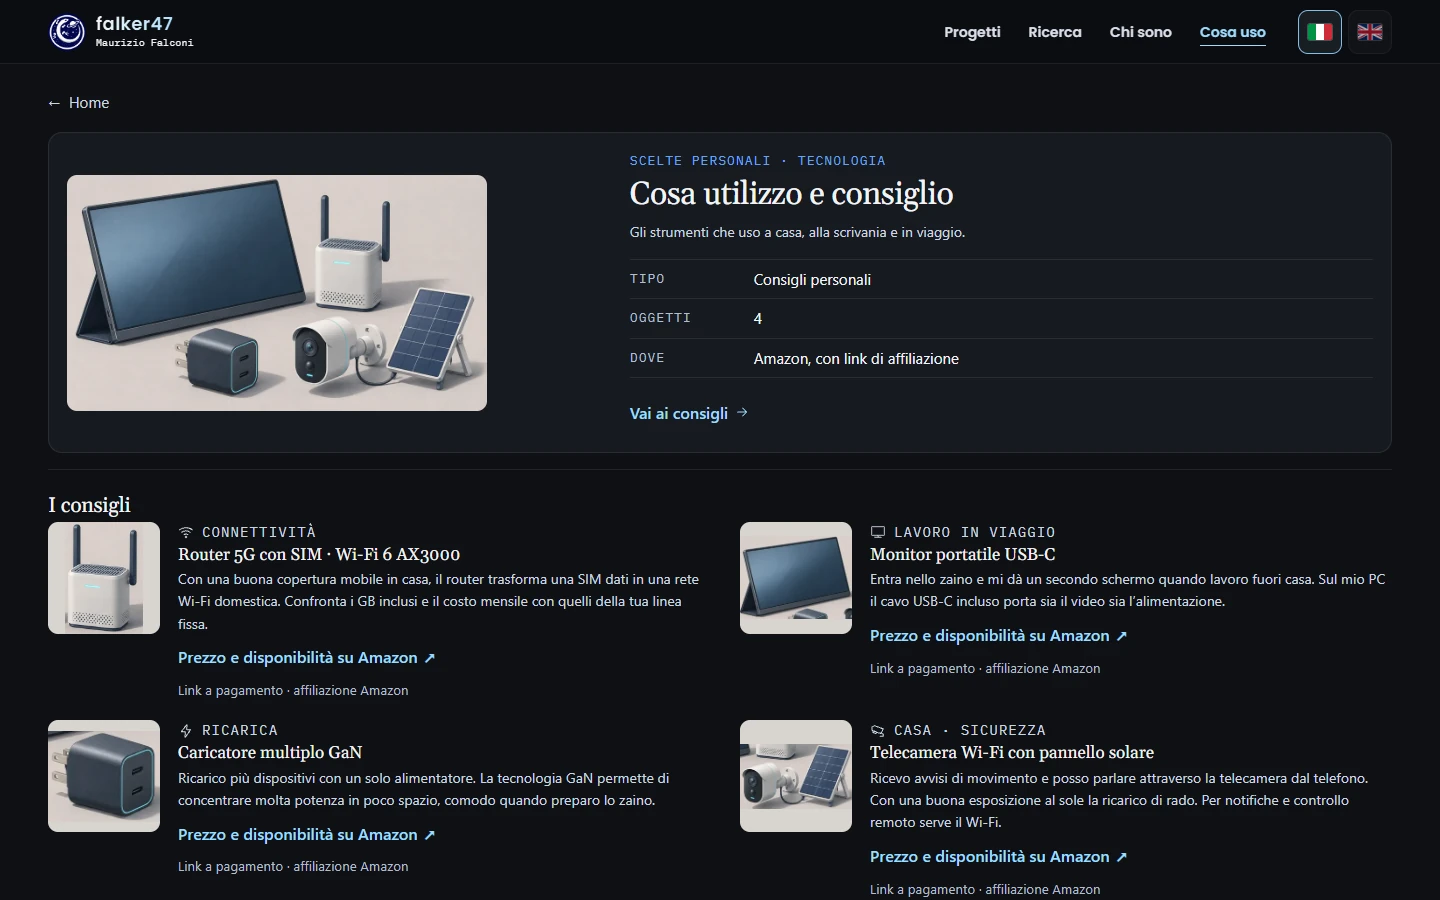 falker47
Maurizio Falconi
Progetti
Ricerca
Chi sono
Cosa uso
← Home
SCELTE PERSONALI · TECNOLOGIA
Cosa utilizzo e consiglio
Gli strumenti che uso a casa, alla scrivania e in viaggio.
TIPO
Consigli personali
OGGETTI
4
DOVE
Amazon, con link di affiliazione
Vai ai consigli →
I consigli
CONNETTIVITÀ
Router 5G con SIM · Wi-Fi 6 AX3000
Con una buona copertura mobile in casa, il router trasforma una SIM dati in una rete
Wi-Fi domestica. Confronta i GB inclusi e il costo mensile con quelli della tua linea
fissa.
Prezzo e disponibilità su Amazon ↗
Link a pagamento · affiliazione Amazon
LAVORO IN VIAGGIO
Monitor portatile USB-C
Entra nello zaino e mi dà un secondo schermo quando lavoro fuori casa. Sul mio PC
il cavo USB-C incluso porta sia il video sia l’alimentazione.
Prezzo e disponibilità su Amazon ↗
Link a pagamento · affiliazione Amazon
RICARICA
Caricatore multiplo GaN
Ricarico più dispositivi con un solo alimentatore. La tecnologia GaN permette di
concentrare molta potenza in poco spazio, comodo quando preparo lo zaino.
Prezzo e disponibilità su Amazon ↗
Link a pagamento · affiliazione Amazon
CASA · SICUREZZA
Telecamera Wi-Fi con pannello solare
Ricevo avvisi di movimento e posso parlare attraverso la telecamera dal telefono.
Con una buona esposizione al sole la ricarico di rado. Per notifiche e controllo
remoto serve il Wi-Fi.
Prezzo e disponibilità su Amazon ↗
Link a pagamento · affiliazione Amazon